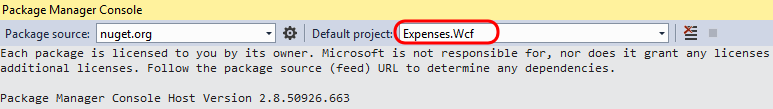 Package Manager Console
Package source: nuget.org Default project: Expenses.Wcf
Each package is licensed to you by its owner. Microsoft is not responsible for, nor does it grant any licenses
additional licenses. Follow the package source (feed) URL to determine any dependencies.
Package Manager Console Host Version 2.8.50926.663